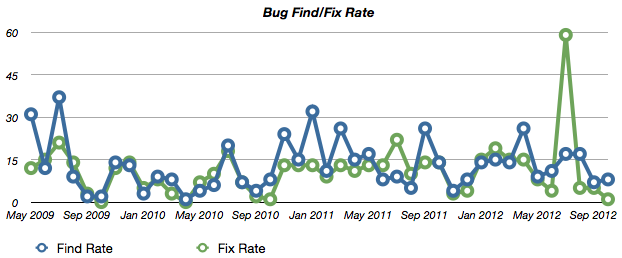 Bug Find/Fix Rate
60
45
30
15
0
May 2009 Sep 2009 Jan 2010 May 2010 Sep 2010 Jan 2011 May 2011 Sep 2011 Jan 2012 May 2012 Sep 2012
Find Rate Fix Rate